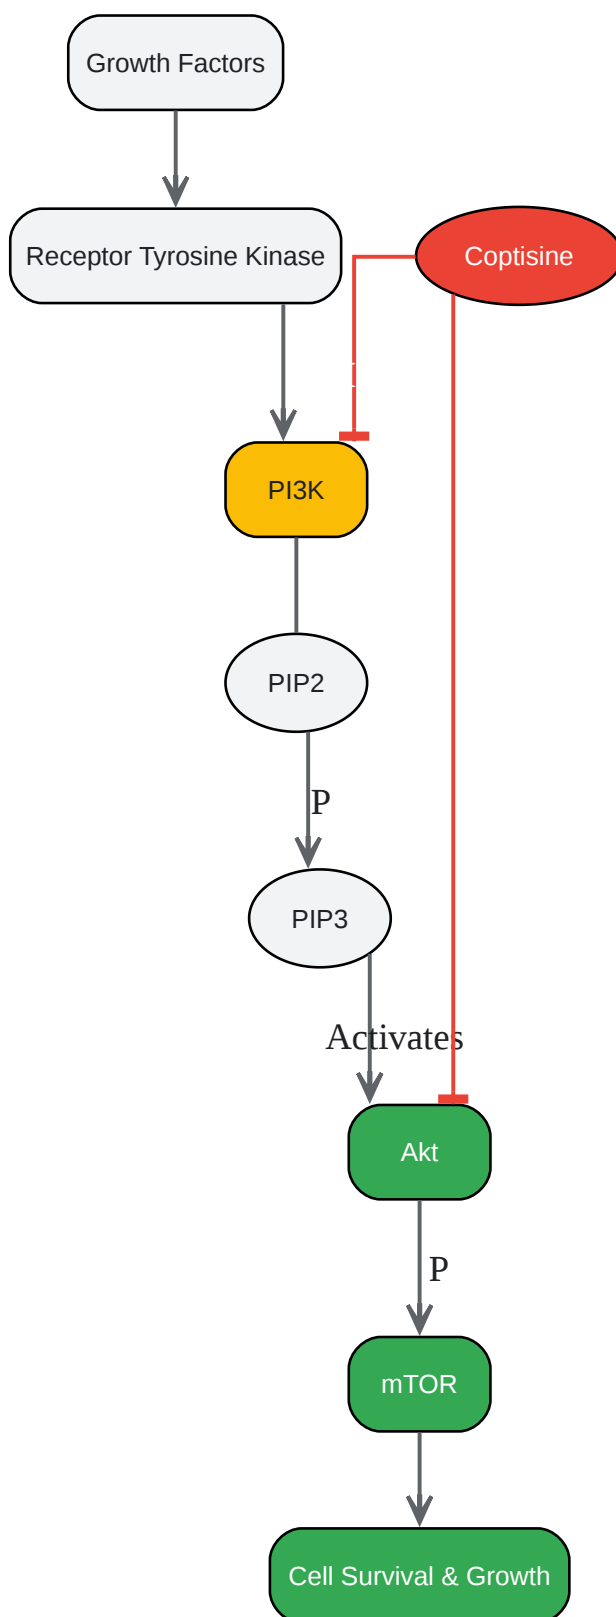 Growth Factors
Receptor Tyrosine Kinase
Coptisine
PI3K
PIP2
P
PIP3
Activates
Akt
P
mTOR
Cell Survival & Growth